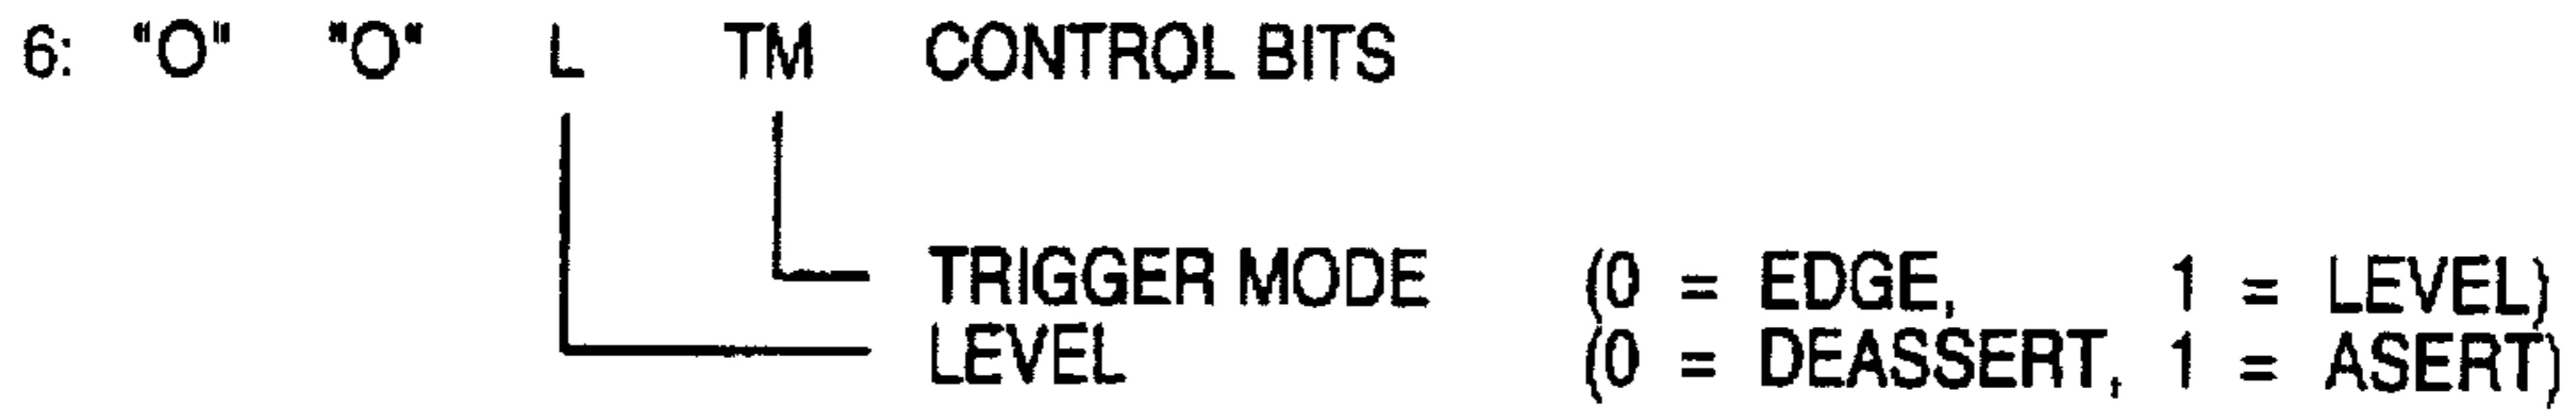 6: "O" "O" L TM CONTROL BITS
TRIGGER MODE (0 = EDGE, 1 = LEVEL)
LEVEL (0 = DEASSERT, 1 = ASERT)